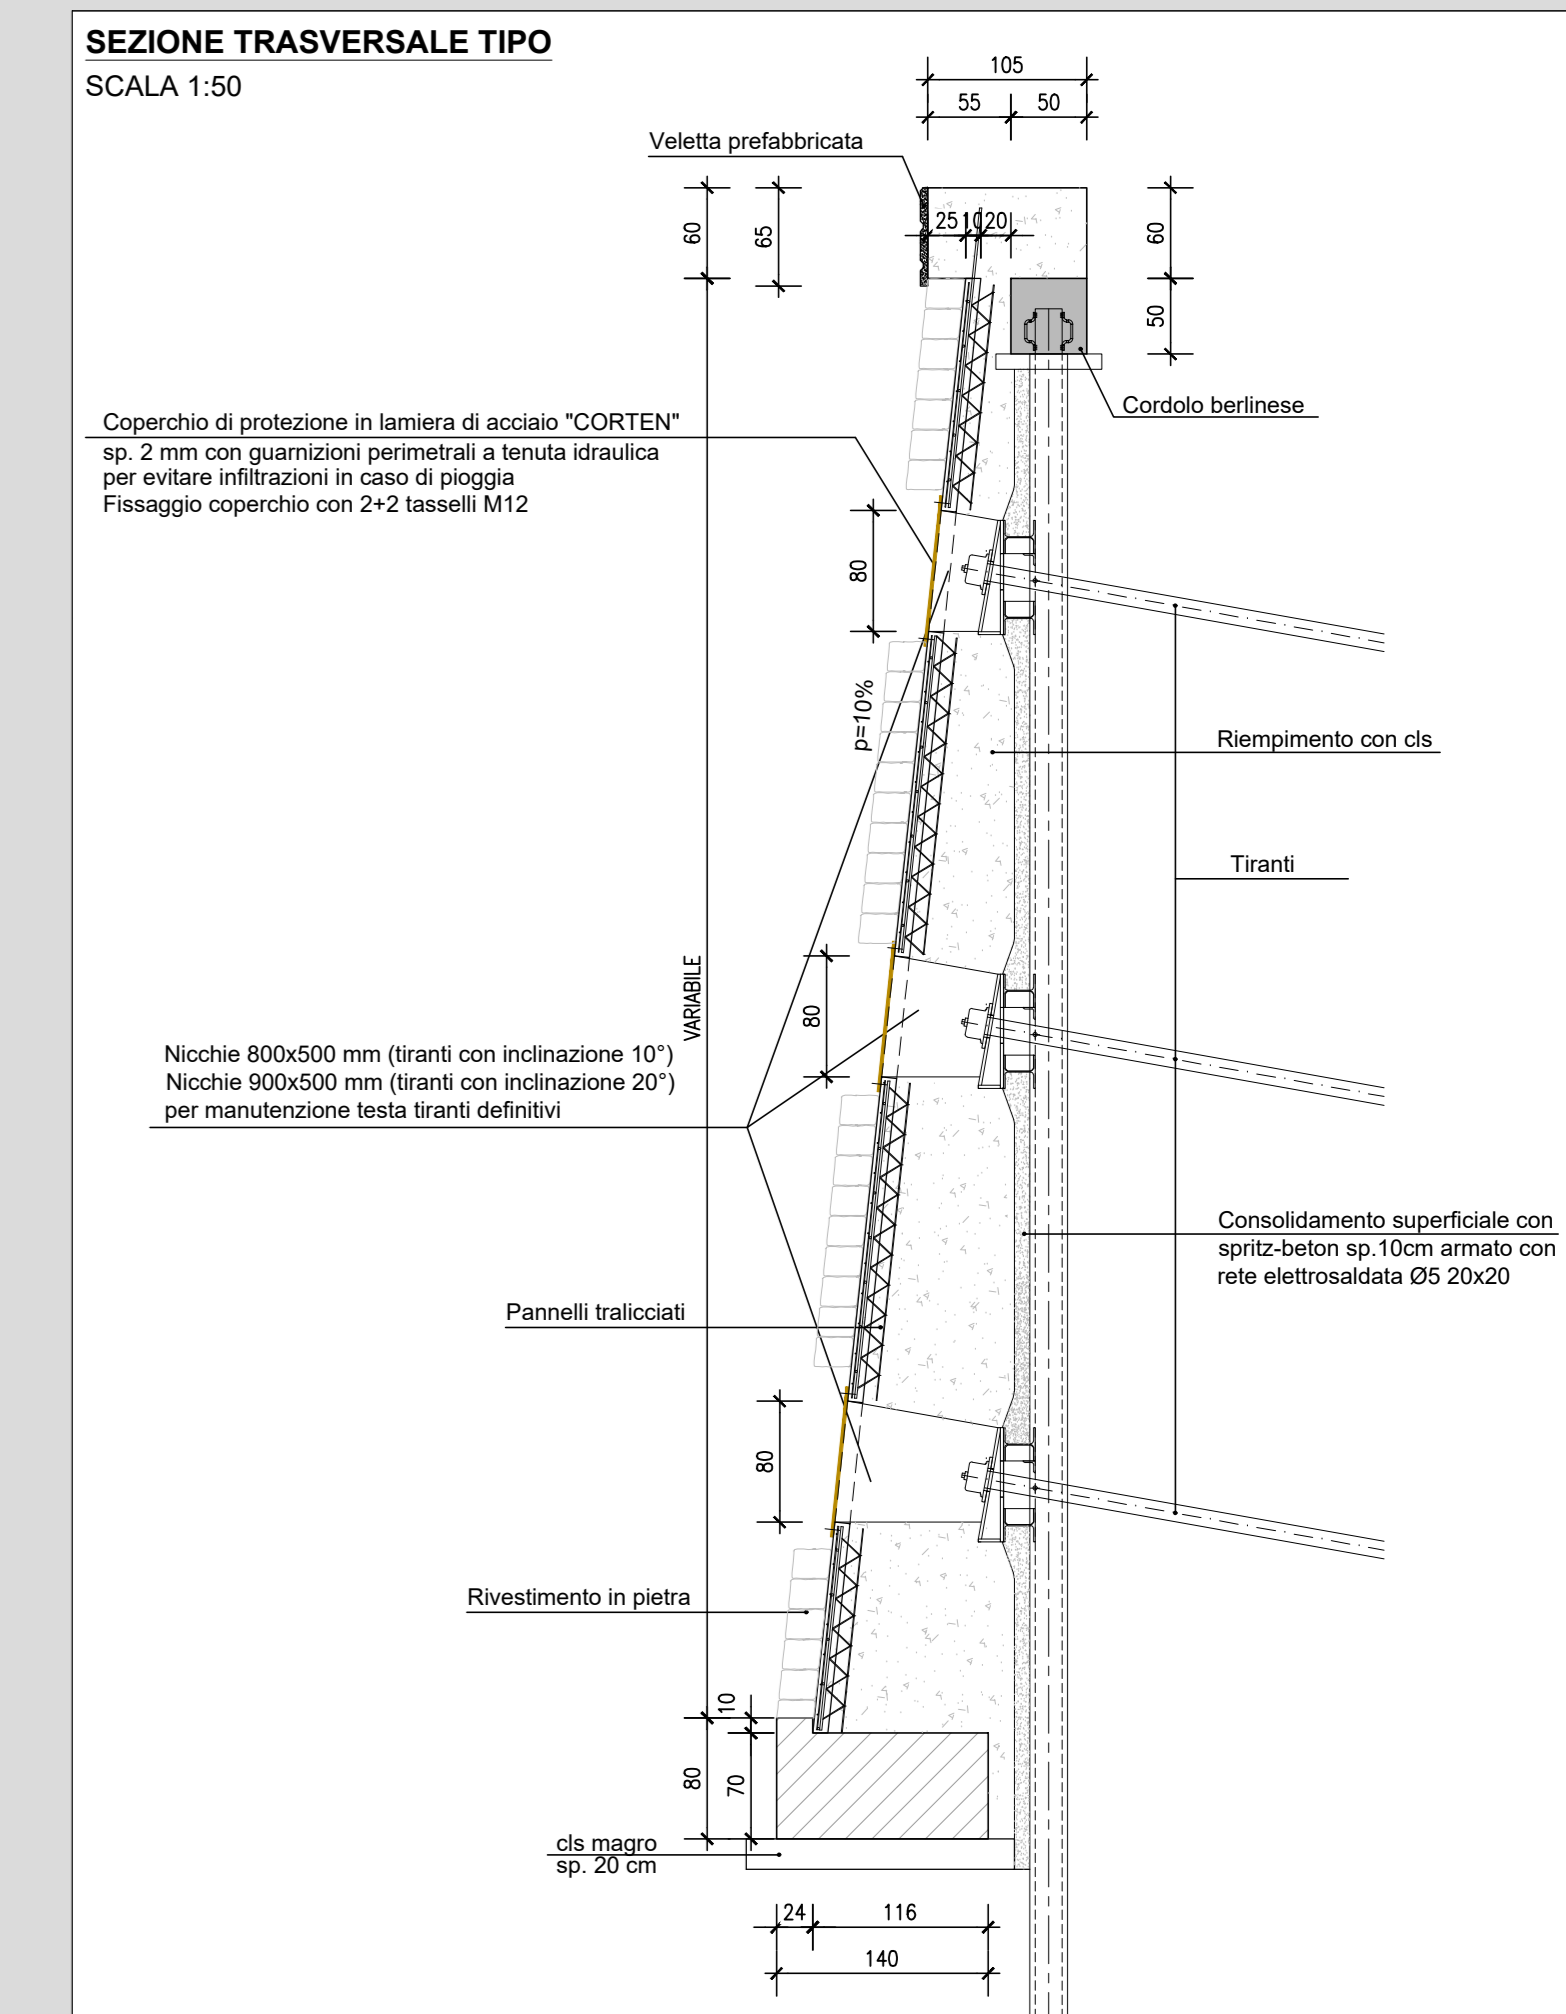 SEZIONE TRASVERSALE TIPO
SCALA 1:50
105
55 50
Veletta prefabbricata
60
65
25 10 20
60
50
Cordolo berlinese
Coperchio di protezione in lamiera di acciaio "CORTEN"
sp. 2 mm con guarnizioni perimetrali a tenuta idraulica
per evitare infiltrazioni in caso di pioggia
Fissaggio coperchio con 2+2 tasselli M12
80
p=10%
Riempimento con cls
Tiranti
VARIABILE
80
Nicchie 800x500 mm (tiranti con inclinazione 10°)
Nicchie 900x500 mm (tiranti con inclinazione 20°)
per manutenzione testa tiranti definitivi
Consolidamento superficiale con
spritz-beton sp.10cm armato con
rete elettrosaldata Ø5 20x20
Pannelli tralicciati
80
Rivestimento in pietra
10
80
70
cls magro
sp. 20 cm
24 116
140